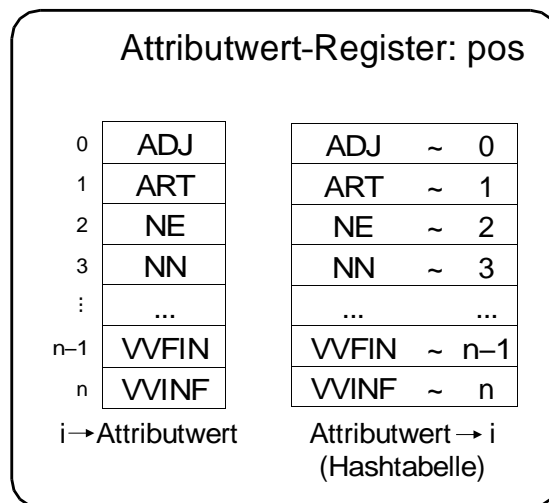 Attributwert-Register: pos
0 ADJ ADJ ~ 0
1 ART ART ~ 1
2 NE NE ~ 2
3 NN NN ~ 3
⋮ ... ... ...
n–1 VVFIN VVFIN ~ n–1
n VVINF VVINF ~ n
i→Attributwert Attributwert→i
(Hashtabelle)